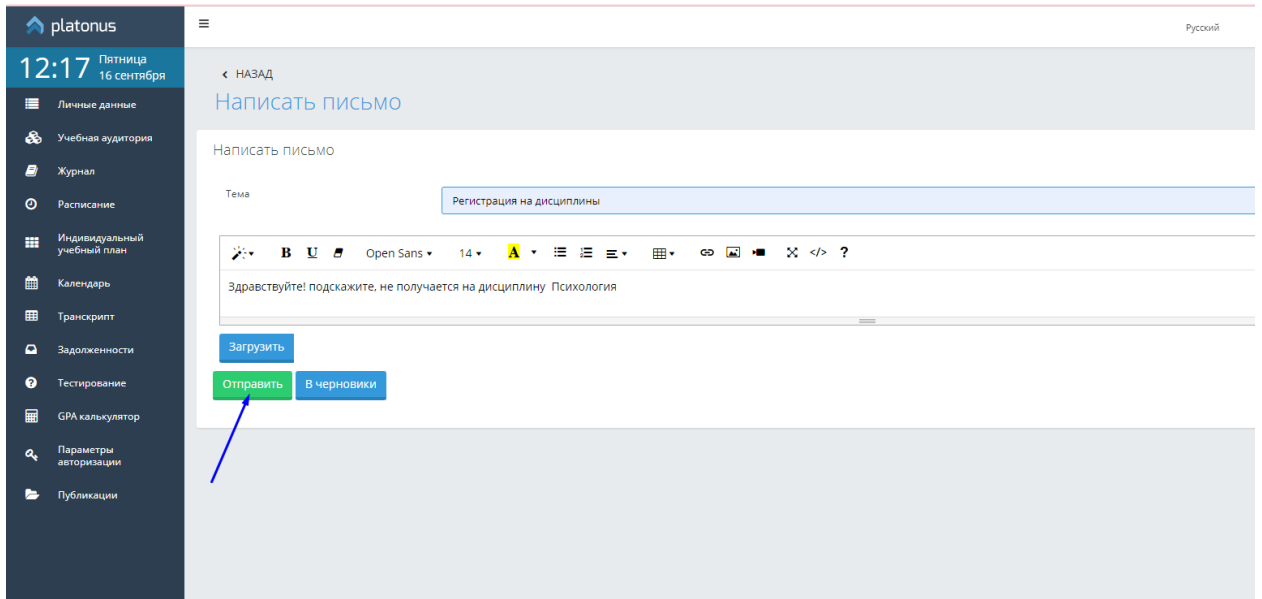 platonus
Русский
12:17 Пятница
16 сентября
НАЗАД
Написать письмо
Личные данные
Учебная аудитория
Журнал
Расписание
Индивидуальный
учебный план
Календарь
Транскрипт
Задолженности
Тестирование
GPA калькулятор
Параметры
авторизации
Публикации
Написать письмо
Тема
Регистрация на дисциплины
B U Open Sans 14 A </> ?
Здравствуйте! подскажите, не получается на дисциплину Психология
Загрузить
Отправить В черновики